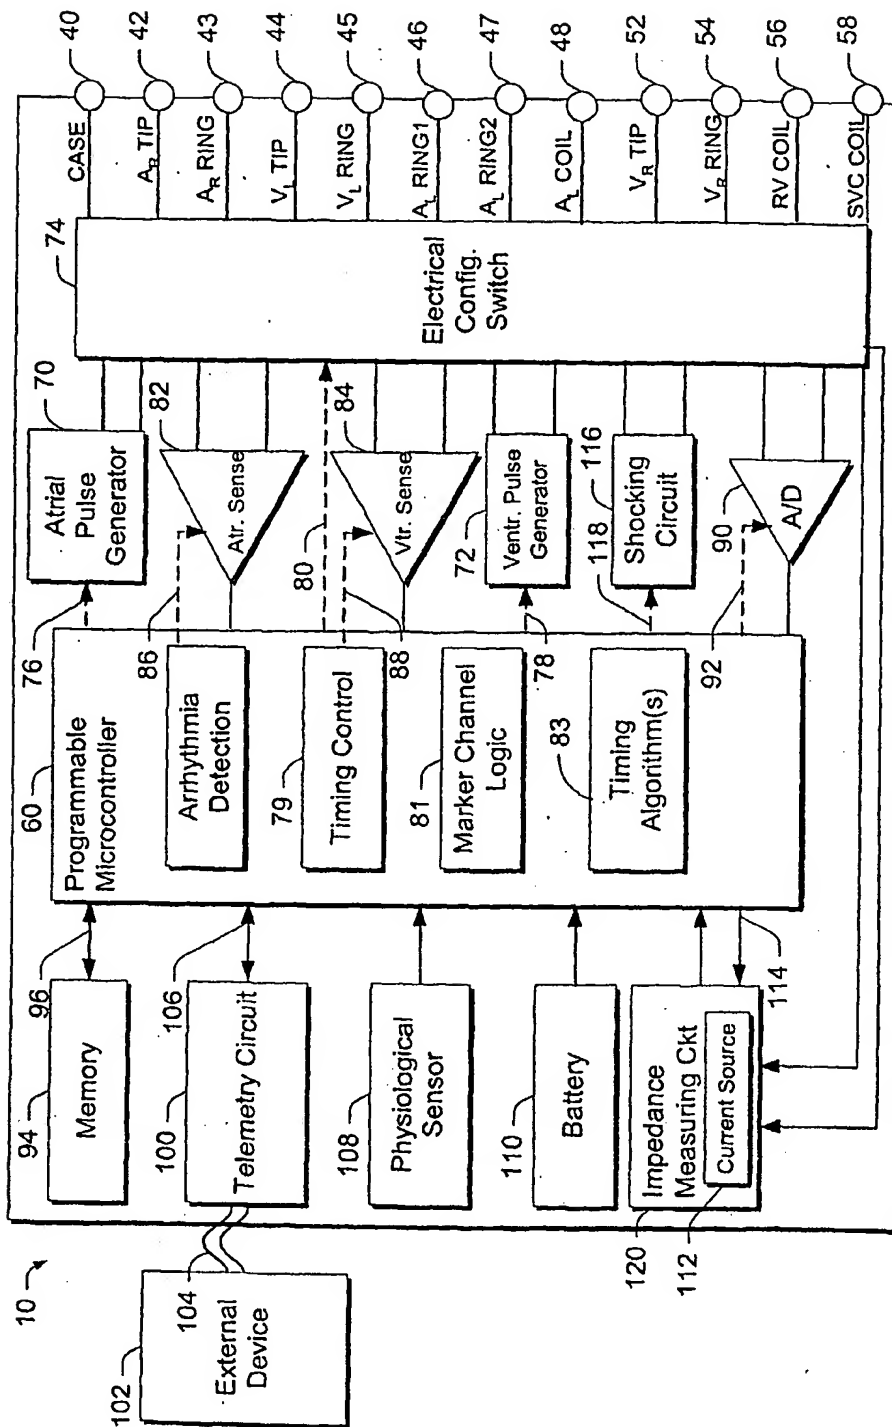 10
102
External
Device
104
94
Memory
96
100
Telemetry Circuit
106
108
Physiological
Sensor
110
Battery
120
Impedance
Measuring Ckt
Current Source
112
114
60
Programmable
Microcontroller
Arrhythmia
Detection
79
Timing Control
81
Marker Channel
Logic
83
Timing
Algorithm(s)
76
86
80
88
78
118
92
70
Atrial
Pulse
Generator
82
Atr. Sense
84
Vtr. Sense
72
Ventr. Pulse
Generator
116
Shocking
Circuit
90
A/D
74
Electrical
Config.
Switch
CASE
40
AR TIP
42
AR RING
43
VL TIP
44
VL RING
45
AL RING1
46
AL RING2
47
AL COIL
48
VR TIP
52
VR RING
54
RV COIL
56
SVC COIL
58